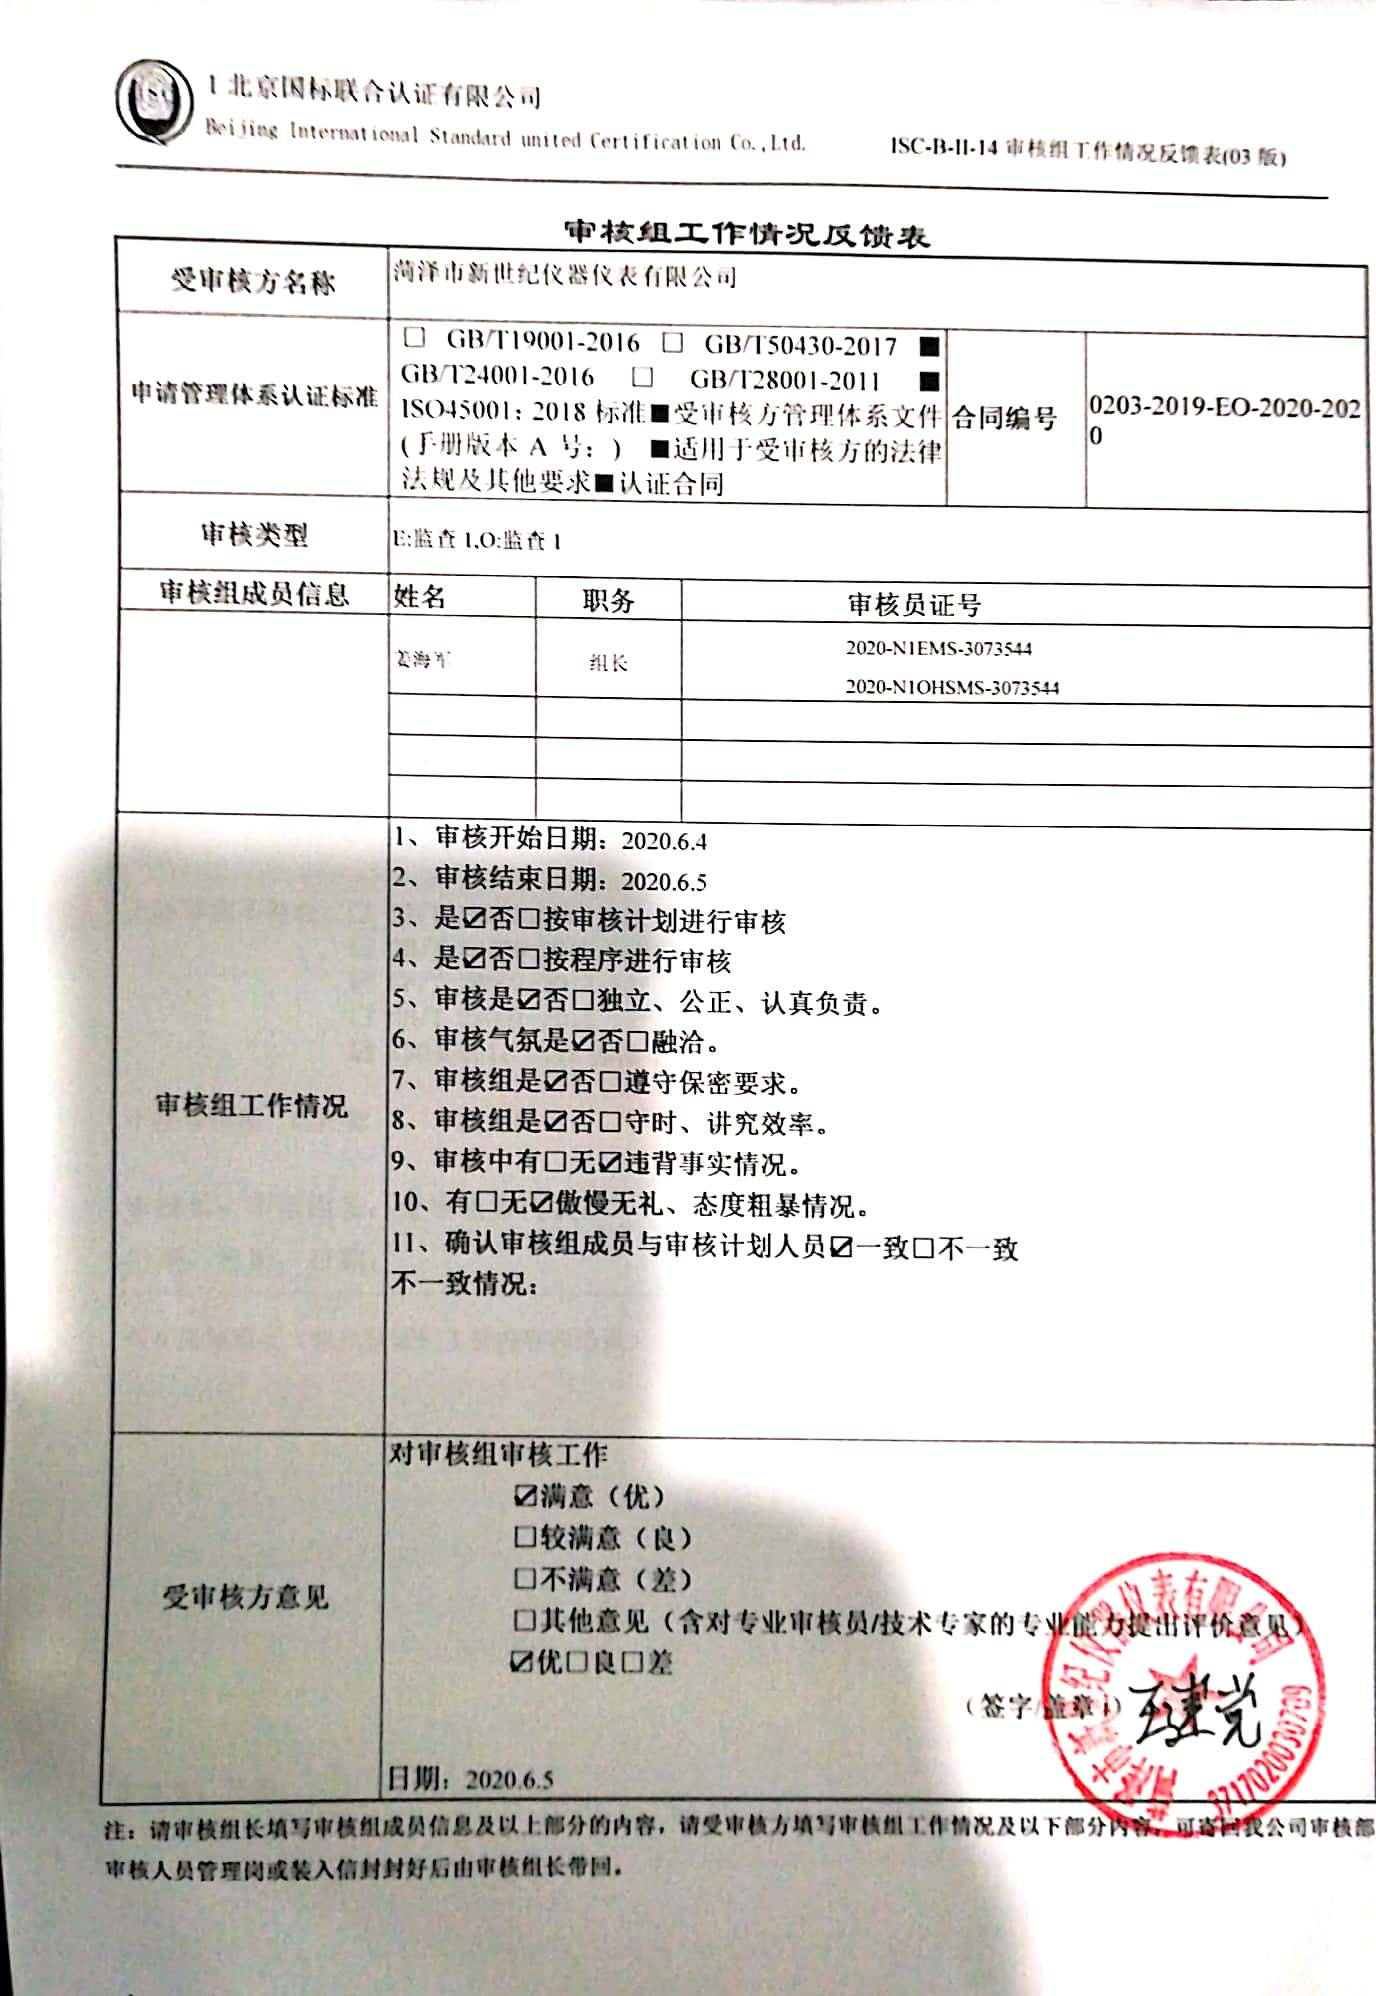 1 北京国标联合认证有限公司
Beijing International Standard united Certification Co.,Ltd.
ISC-B-II-14 审核组工作情况反馈表(03 版)
审核组工作情况反馈表
受审核方名称
菏泽市新世纪仪器仪表有限公司
申请管理体系认证标准
□ GB/T19001-2016 □ GB/T50430-2017 ■
GB/T24001-2016 □ GB/T28001-2011 ■
ISO45001: 2018 标准■受审核方管理体系文件
(手册版本 A 号: ) ■适用于受审核方的法律
法规及其他要求■认证合同
合同编号
0203-2019-EO-2020-202
0
审核类型
E:监查 1,O:监查 1
审核组成员信息
姓名 职务 审核员证号
姜海军 组长
2020-N1EMS-3073544
2020-N1OHSMS-3073544
审核组工作情况
1、审核开始日期: 2020.6.4
2、审核结束日期: 2020.6.5
3、是☑否□按审核计划进行审核
4、是☑否□按程序进行审核
5、审核是☑否□独立、公正、认真负责。
6、审核气氛是☑否□融洽。
7、审核组是☑否□遵守保密要求。
8、审核组是☑否□守时、讲究效率。
9、审核中有□无☑违背事实情况。
10、有□无☑傲慢无礼、态度粗暴情况。
11、确认审核组成员与审核计划人员☑一致□不一致
不一致情况:
受审核方意见
对审核组审核工作
☑满意（优）
□较满意（良）
□不满意（差）
□其他意见（含对专业审核员/技术专家的专业能力提出评价意见）
☑优□良□差
（签字/盖章）
王建党
3717020030709
日期: 2020.6.5
注: 请审核组长填写审核组成员信息及以上部分的内容，请受审核方填写审核组工作情况及以下部分内容，可寄回我公司审核部
审核人员管理岗或装入信封封好后由审核组长带回。